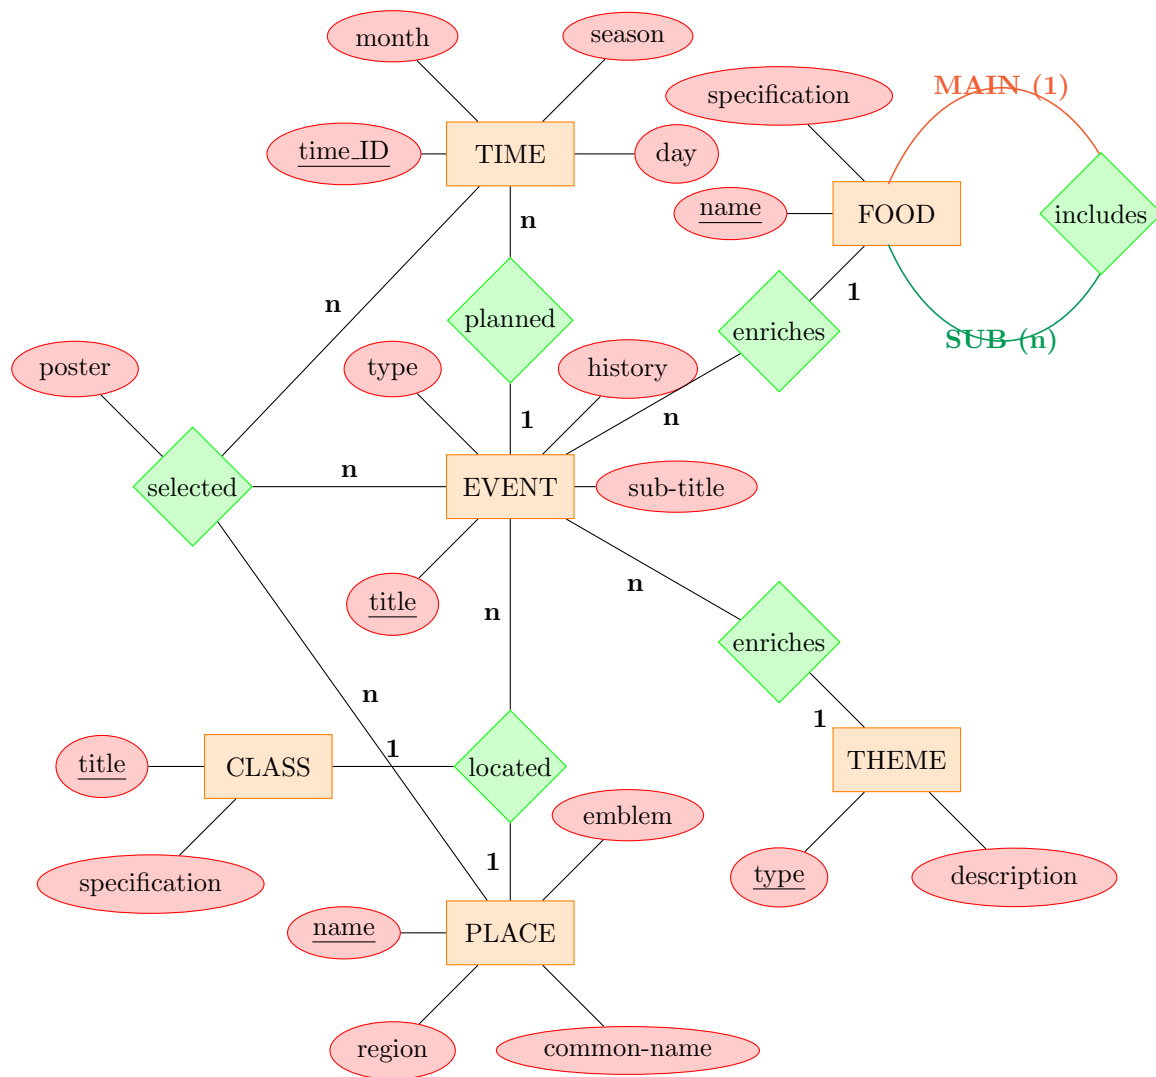 month
season
MAIN (1)
specification
time_ID
TIME
day
name
FOOD
includes
n
n
1
planned
enriches
SUB (n)
poster
type
history
1
n
n
selected
EVENT
sub-title
n
title
n
enriches
n
1
1
title
CLASS
located
THEME
emblem
1
specification
type
description
name
PLACE
region
common-name